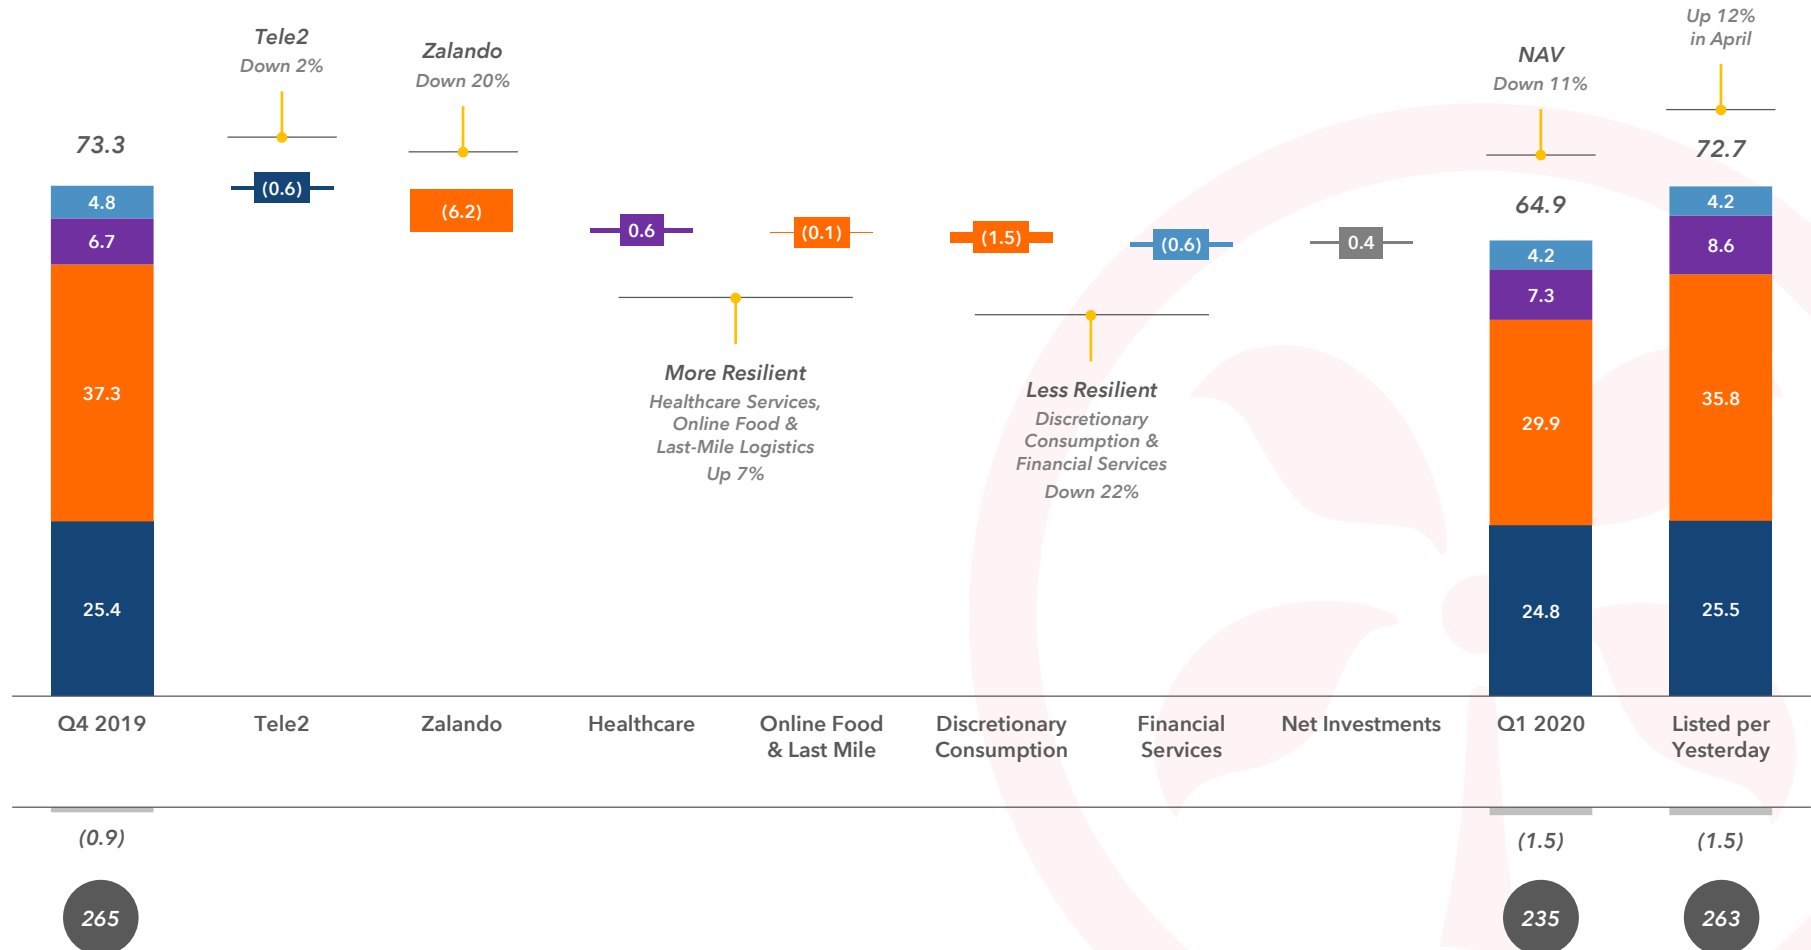 Tele2
Down 2%
Zalando
Down 20%
NAV
Down 11%
Up 12%
in April
73.3
4.8
6.7
37.3
25.4
(0.6)
(6.2)
0.6
(0.1)
(1.5)
(0.6)
0.4
More Resilient
Healthcare Services,
Online Food &
Last-Mile Logistics
Up 7%
Less Resilient
Discretionary
Consumption &
Financial Services
Down 22%
64.9
4.2
7.3
29.9
24.8
72.7
4.2
8.6
35.8
25.5
Q4 2019
Tele2
Zalando
Healthcare
Online Food
& Last Mile
Discretionary
Consumption
Financial
Services
Net Investments
Q1 2020
Listed per
Yesterday
(0.9)
(1.5)
(1.5)
265
235
263